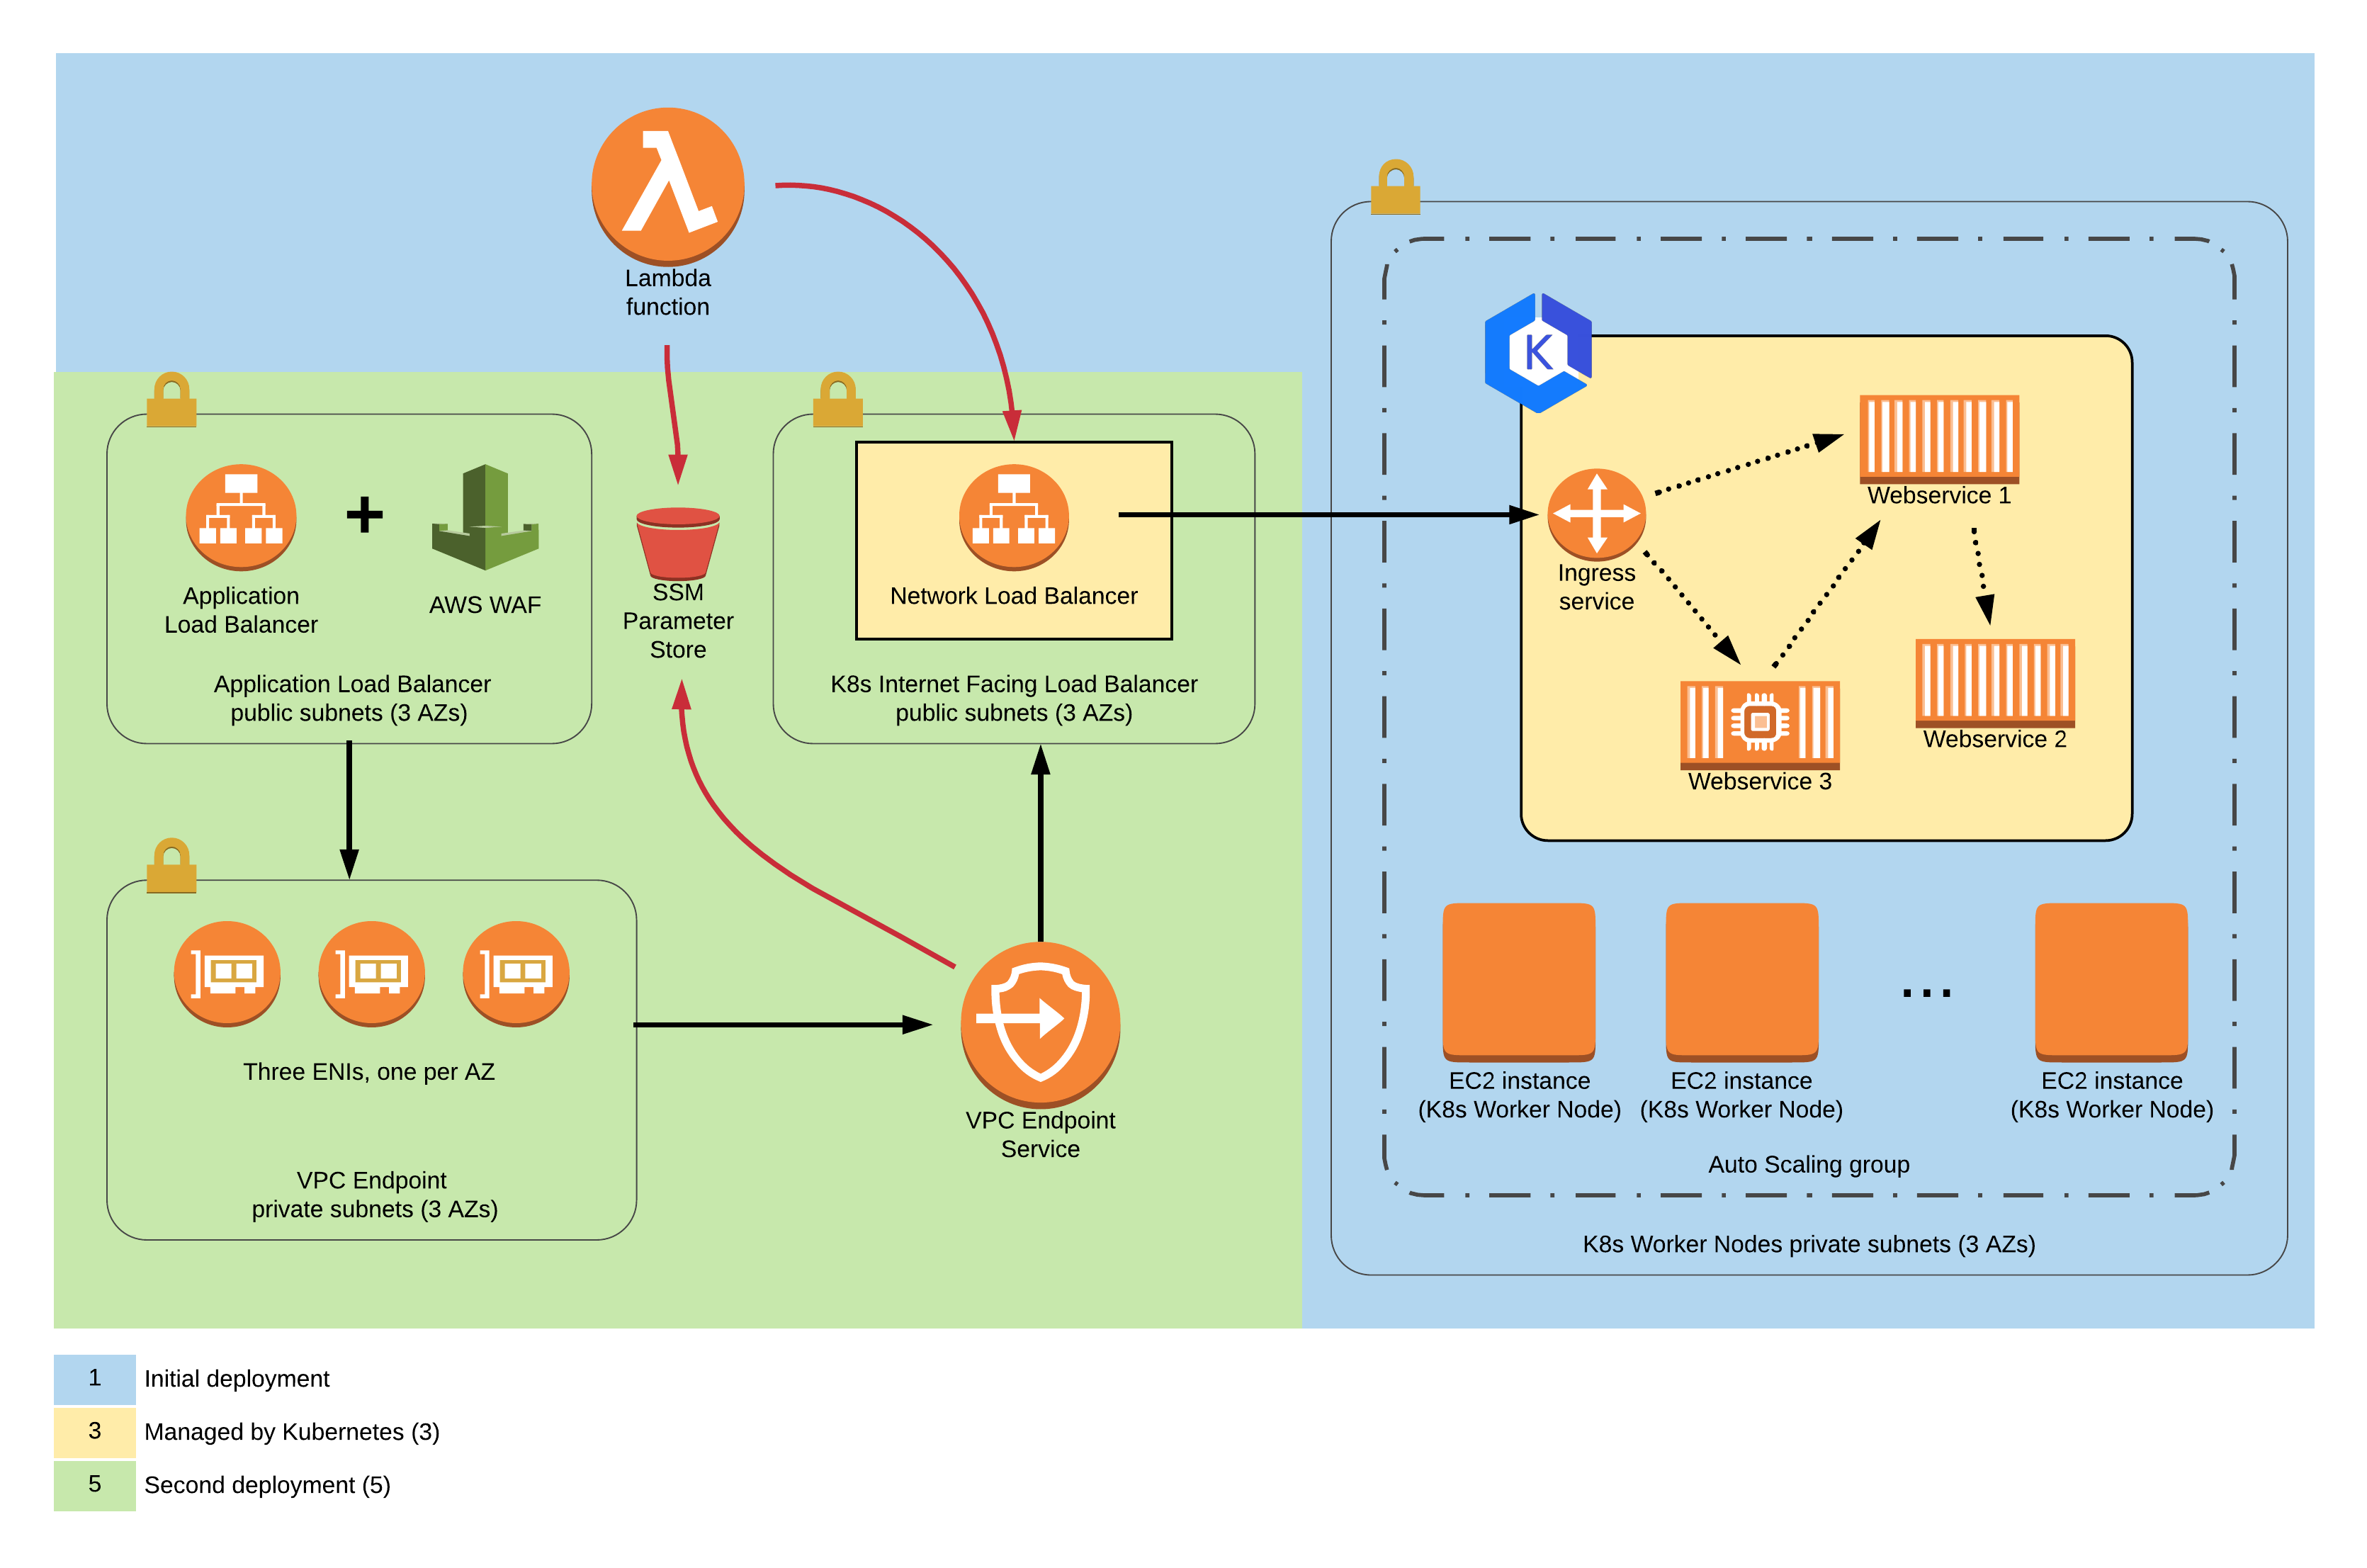 Lambda
function
Application
Load Balancer
+
AWS WAF
Application Load Balancer
public subnets (3 AZs)
SSM
Parameter
Store
Network Load Balancer
K8s Internet Facing Load Balancer
public subnets (3 AZs)
Three ENIs, one per AZ
VPC Endpoint
private subnets (3 AZs)
VPC Endpoint
Service
K
Ingress
service
Webservice 1
Webservice 2
Webservice 3
...
EC2 instance
(K8s Worker Node)
EC2 instance
(K8s Worker Node)
EC2 instance
(K8s Worker Node)
Auto Scaling group
K8s Worker Nodes private subnets (3 AZs)
1 Initial deployment
3 Managed by Kubernetes (3)
5 Second deployment (5)